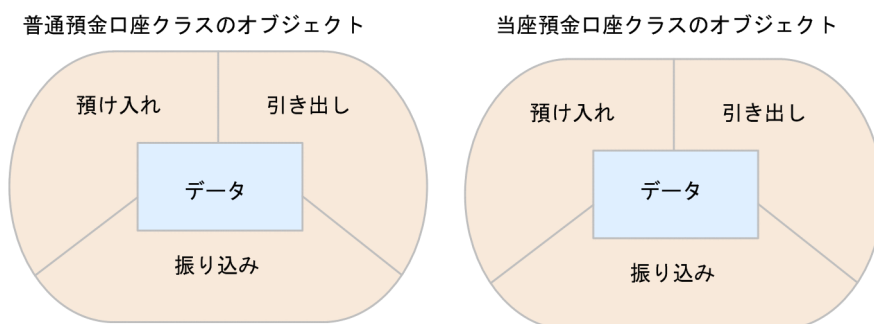 普通預金口座クラスのオブジェクト
預け入れ
引き出し
データ
振り込み
当座預金口座クラスのオブジェクト
預け入れ
引き出し
データ
振り込み